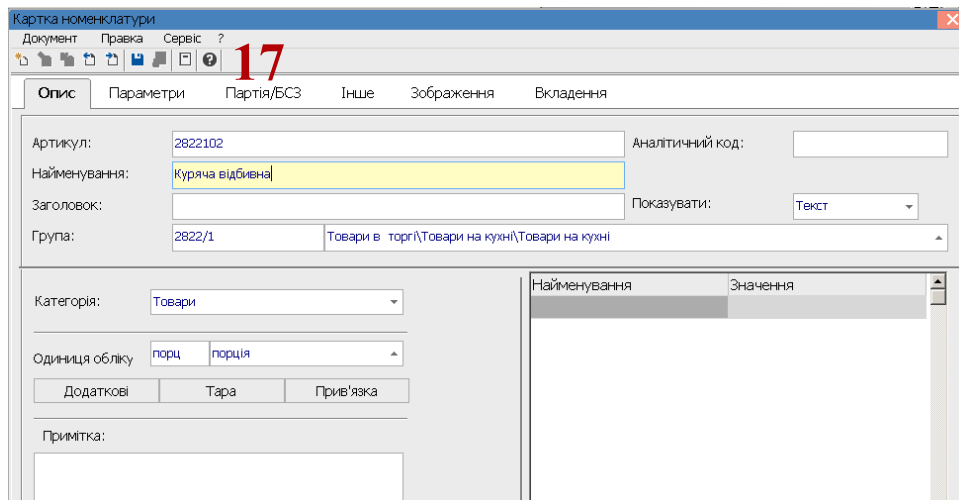 Картка номенклатури
Документ Правка Сервіс ?
17
Опис Параметри Партія/БСЗ Інше Зображення Вкладення
Артикул: 2822102 Аналітичний код:
Найменування: Куряча відбивна
Заголовок: Показувати: Текст
Група: 2822/1 Товари в торгі\Товари на кухні\Товари на кухні
Найменування Значення
Категорія: Товари
Одиниця обліку порц порція
Додаткові Тара Прив'язка
Примітка: